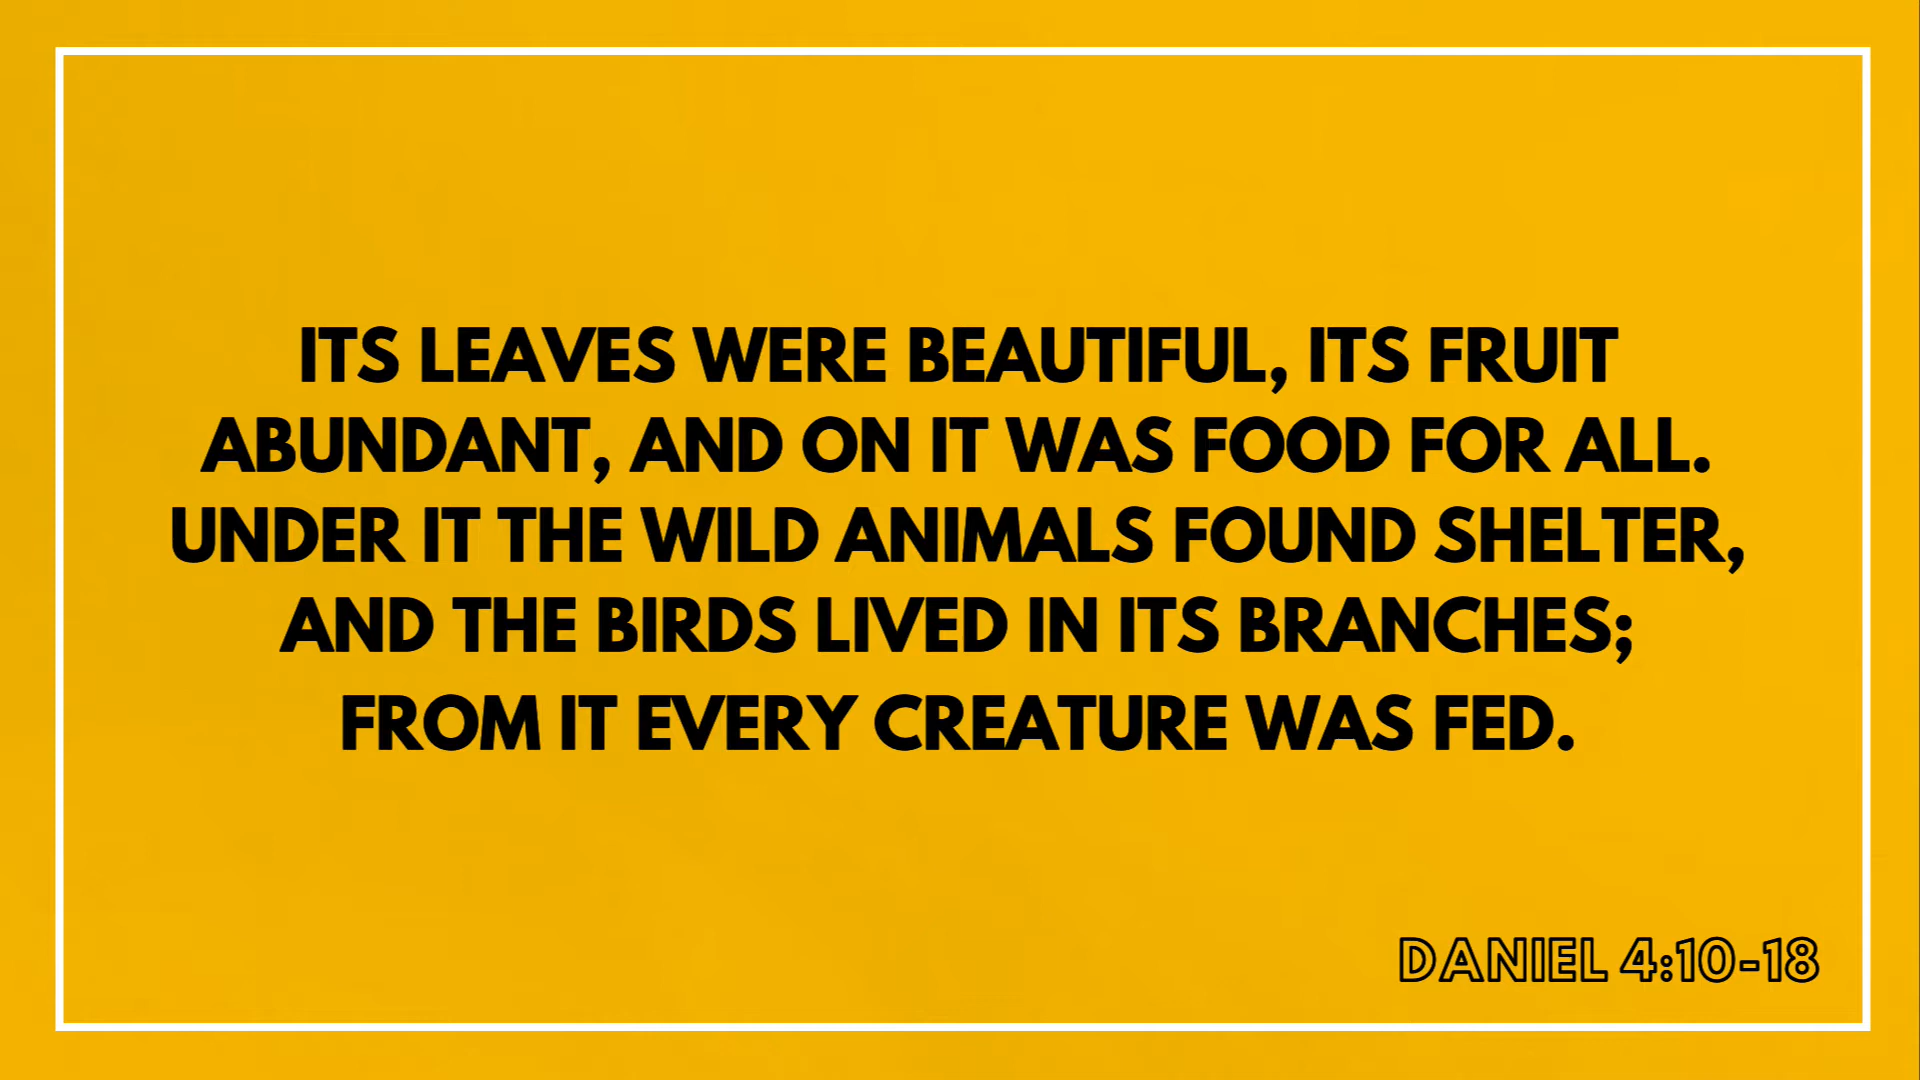 ITS LEAVES WERE BEAUTIFUL, ITS FRUIT
ABUNDANT, AND ON IT WAS FOOD FOR ALL.
UNDER IT THE WILD ANIMALS FOUND SHELTER,
AND THE BIRDS LIVED IN ITS BRANCHES;
FROM IT EVERY CREATURE WAS FED.
DANIEL 4:10-18